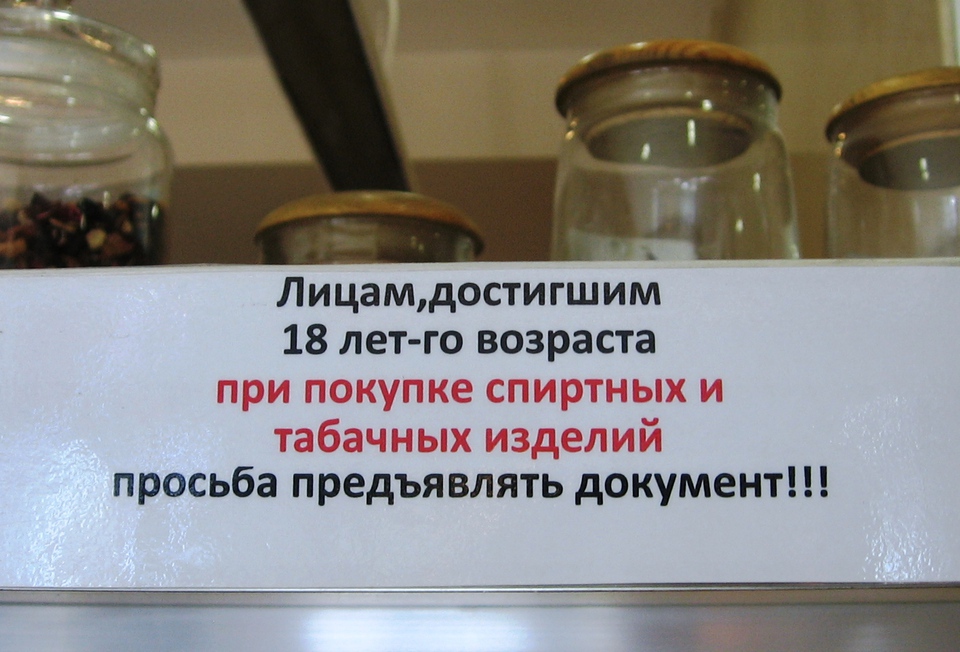 Лицам,достигшим
18 лет-го возраста
при покупке спиртных и
табачных изделий
просьба предъявлять документ!!!